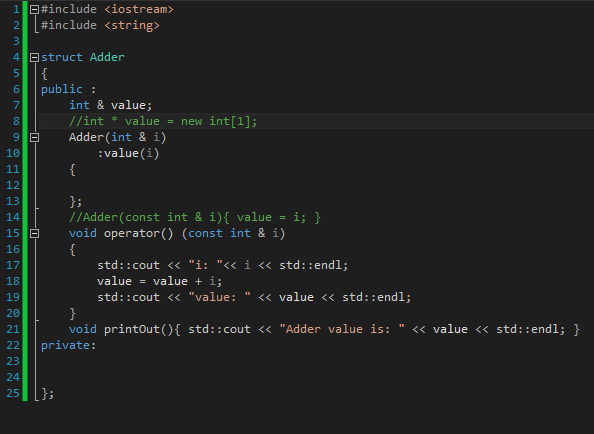 1 #include <iostream>
2 #include <string>
3
4 struct Adder
5 {
6 public :
7     int & value;
8     //int * value = new int[1];
9     Adder(int & i)
10         :value(i)
11     {
12
13     };
14     //Adder(const int & i){ value = i; }
15     void operator() (const int & i)
16     {
17         std::cout << "i: "<< i << std::endl;
18         value = value + i;
19         std::cout << "value: " << value << std::endl;
20     }
21     void printOut(){ std::cout << "Adder value is: " << value << std::endl; }
22 private:
23
24
25 };